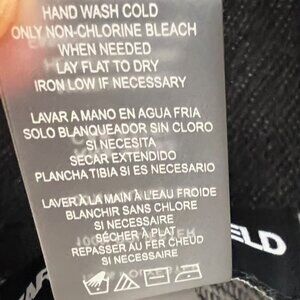 HAND WASH COLD
ONLY NON-CHLORINE BLEACH
WHEN NEEDED
LAY FLAT TO DRY
IRON LOW IF NECESSARY
LAVAR A MANO EN AGUA FRIA
SOLO BLANQUEADOR SIN CLORO
SI NECESITA
SECAR EXTENDIDO
PLANCHA TIBIA SI ES NECESARIO
LAVER À LA MAIN À L'EAU FROIDE
BLANCHIR SANS CHLORE
SI NECESSAIRE
SÈCHER À PLAT
REPASSER AU FER CHEUD
SI NECESSAIRE